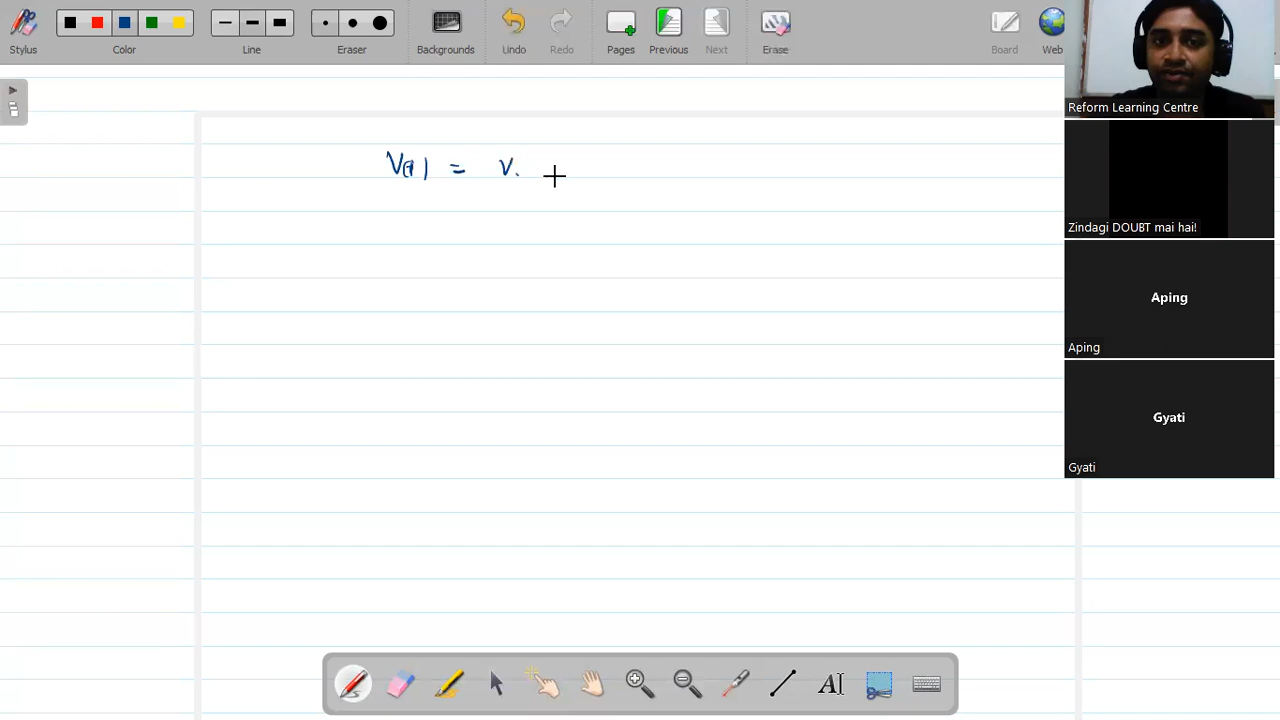 Stylus
Color
Line
Eraser
Backgrounds
Undo
Redo
Pages
Previous
Next
Erase
Board
Web
Reform Learning Centre
Zindagi DOUBT mai hai!
Aping
Aping
Gyati
Gyati
= V.
AI